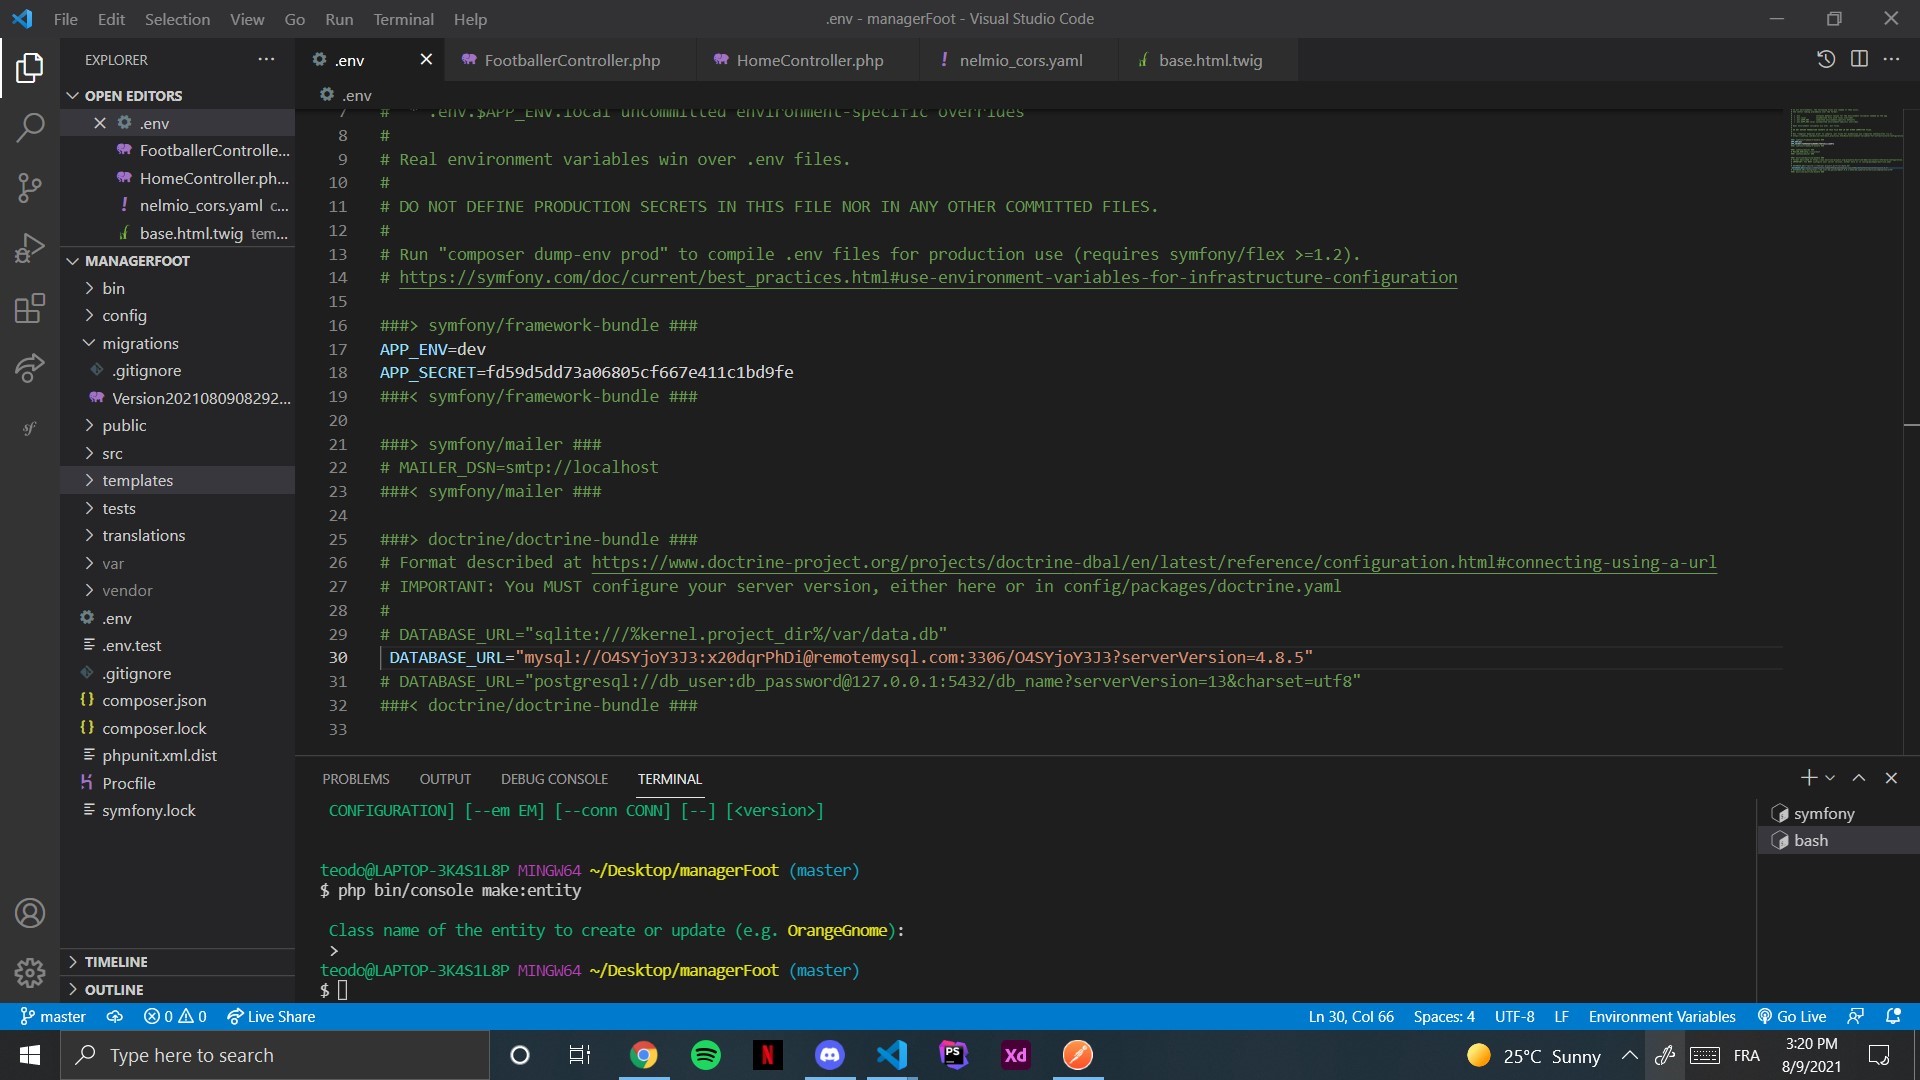 File Edit Selection View Go Run Terminal Help
.env - managerFoot - Visual Studio Code
EXPLORER
OPEN EDITORS
.env
FootballerControlle...
HomeController.ph...
nelmio_cors.yaml c...
base.html.twig tem...
MANAGERFOOT
bin
config
migrations
.gitignore
Version2021080908292...
public
src
templates
tests
translations
var
vendor
.env
.env.test
.gitignore
composer.json
composer.lock
phpunit.xml.dist
Procfile
symfony.lock
TIMELINE
OUTLINE
.env FootballerController.php HomeController.php nelmio_cors.yaml base.html.twig
.env
7 # * .env.$APP_ENV.local uncommitted environment-specific overrides
8 #
9 # Real environment variables win over .env files.
10 #
11 # DO NOT DEFINE PRODUCTION SECRETS IN THIS FILE NOR IN ANY OTHER COMMITTED FILES.
12 #
13 # Run "composer dump-env prod" to compile .env files for production use (requires symfony/flex >=1.2).
14 # https://symfony.com/doc/current/best_practices.html#use-environment-variables-for-infrastructure-configuration
15
16 ###> symfony/framework-bundle ###
17 APP_ENV=dev
18 APP_SECRET=fd59d5dd73a06805cf667e411c1bd9fe
19 ###< symfony/framework-bundle ###
20
21 ###> symfony/mailer ###
22 # MAILER_DSN=smtp://localhost
23 ###< symfony/mailer ###
24
25 ###> doctrine/doctrine-bundle ###
26 # Format described at https://www.doctrine-project.org/projects/doctrine-dbal/en/latest/reference/configuration.html#connecting-using-a-url
27 # IMPORTANT: You MUST configure your server version, either here or in config/packages/doctrine.yaml
28 #
29 # DATABASE_URL="sqlite:///%kernel.project_dir%/var/data.db"
30 DATABASE_URL="mysql://O4SYjoY3J3:x20dqrPhDi@remotemysql.com:3306/O4SYjoY3J3?serverVersion=4.8.5"
31 # DATABASE_URL="postgresql://db_user:db_password@127.0.0.1:5432/db_name?serverVersion=13&charset=utf8"
32 ###< doctrine/doctrine-bundle ###
33
PROBLEMS OUTPUT DEBUG CONSOLE TERMINAL
CONFIGURATION] [--em EM] [--conn CONN] [--] [<version>]
teodo@LAPTOP-3K4S1L8P MINGW64 ~/Desktop/managerFoot (master)
$ php bin/console make:entity
Class name of the entity to create or update (e.g. OrangeGnome):
>
teodo@LAPTOP-3K4S1L8P MINGW64 ~/Desktop/managerFoot (master)
$
symfony
bash
master 0 0 Live Share
Ln 30, Col 66 Spaces: 4 UTF-8 LF Environment Variables Go Live
Type here to search
PS
Xd
25°C Sunny
FRA
3:20 PM
8/9/2021